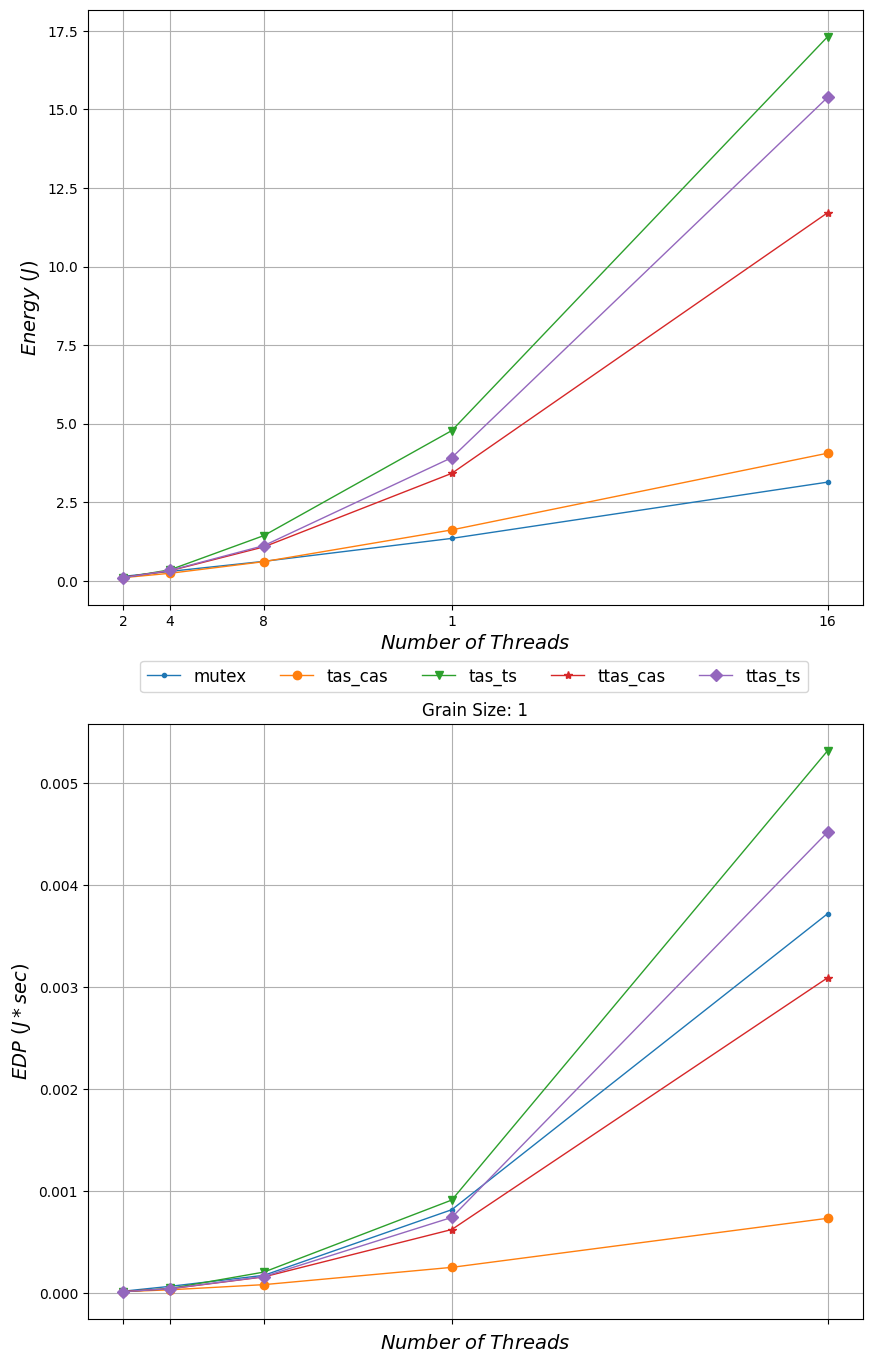 17.5
15.0
12.5
10.0
7.5
5.0
2.5
0.0
Energy (J)
2 4 8 1 16
Number of Threads
mutex tas_cas tas_ts ttas_cas ttas_ts
Grain Size: 1
0.005
0.004
0.003
0.002
0.001
0.000
EDP (J * sec)
Number of Threads